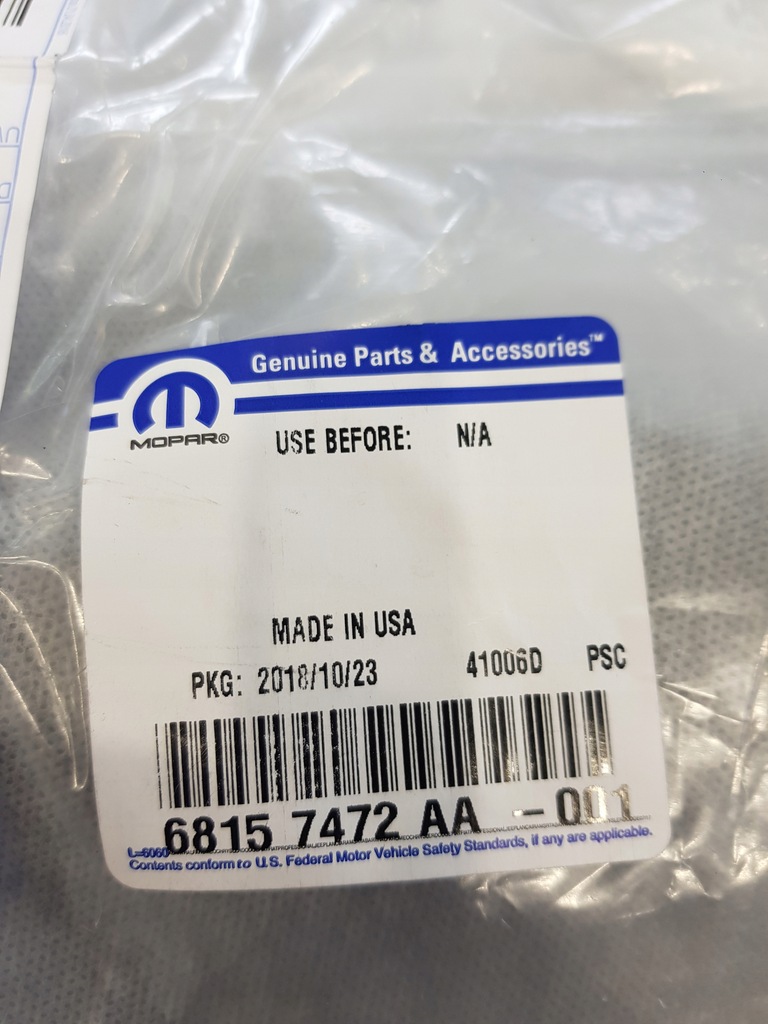 Genuine Parts & Accessories™
MOPAR®
USE BEFORE: N/A
MADE IN USA
PKG: 2018/10/23 41006D PSC
6815 7472 AA -001
Contents conform to U.S. Federal Motor Vehicle Safety Standards, if any are applicable.